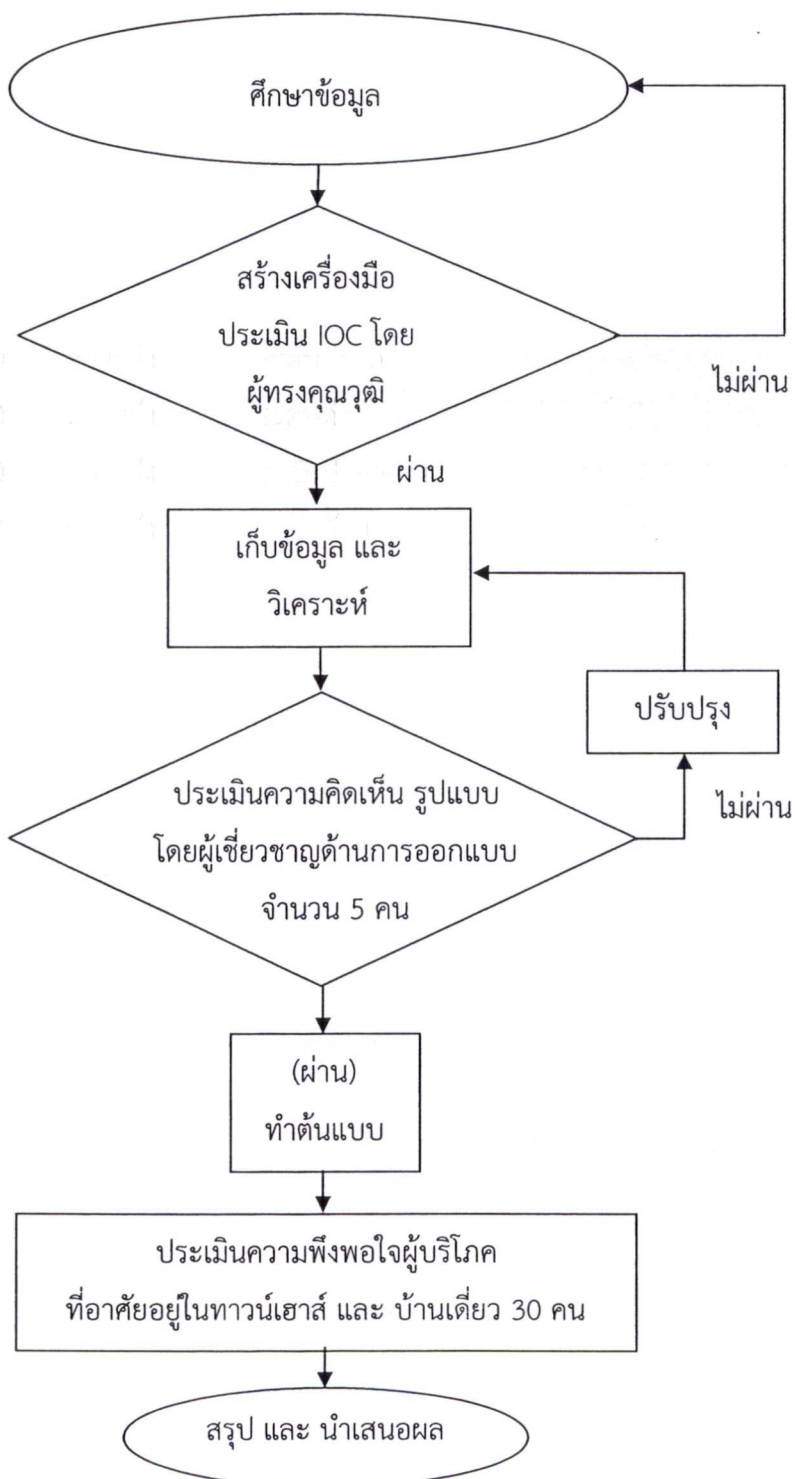 ศึกษาข้อมูล
สร้างเครื่องมือ
ประเมิน IOC โดย
ผู้ทรงคุณวุฒิ
ไม่ผ่าน
ผ่าน
เก็บข้อมูล และ
วิเคราะห์
ปรับปรุง
ประเมินความคิดเห็น รูปแบบ
โดยผู้เชี่ยวชาญด้านการออกแบบ
จำนวน 5 คน
ไม่ผ่าน
(ผ่าน)
ทำต้นแบบ
ประเมินความพึงพอใจผู้บริโภค
ที่อาศัยอยู่ในทาวน์เฮาส์ และ บ้านเดี่ยว 30 คน
สรุป และ นำเสนอผล